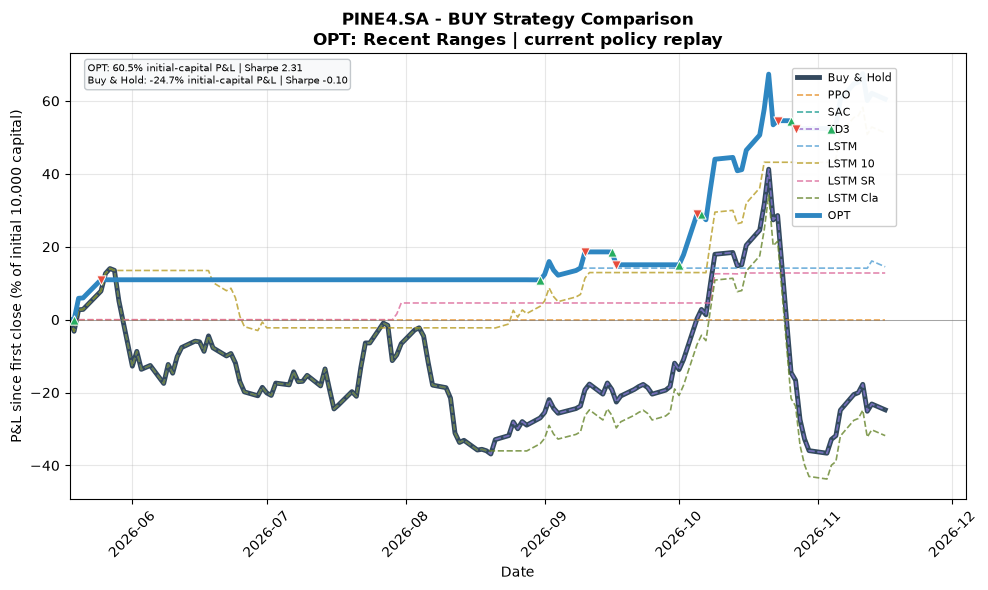 PINE4.SA - BUY Strategy Comparison
OPT: Recent Ranges | current policy replay
OPT: 60.5% initial-capital P&L | Sharpe 2.31
Buy & Hold: -24.7% initial-capital P&L | Sharpe -0.10
Buy & Hold
PPO
SAC
TD3
LSTM
LSTM 10
LSTM SR
LSTM Cla
OPT
P&L since first close (% of initial 10,000 capital)
60
40
20
0
−20
−40
2026-06
2026-07
2026-08
2026-09
2026-10
2026-11
2026-12
Date